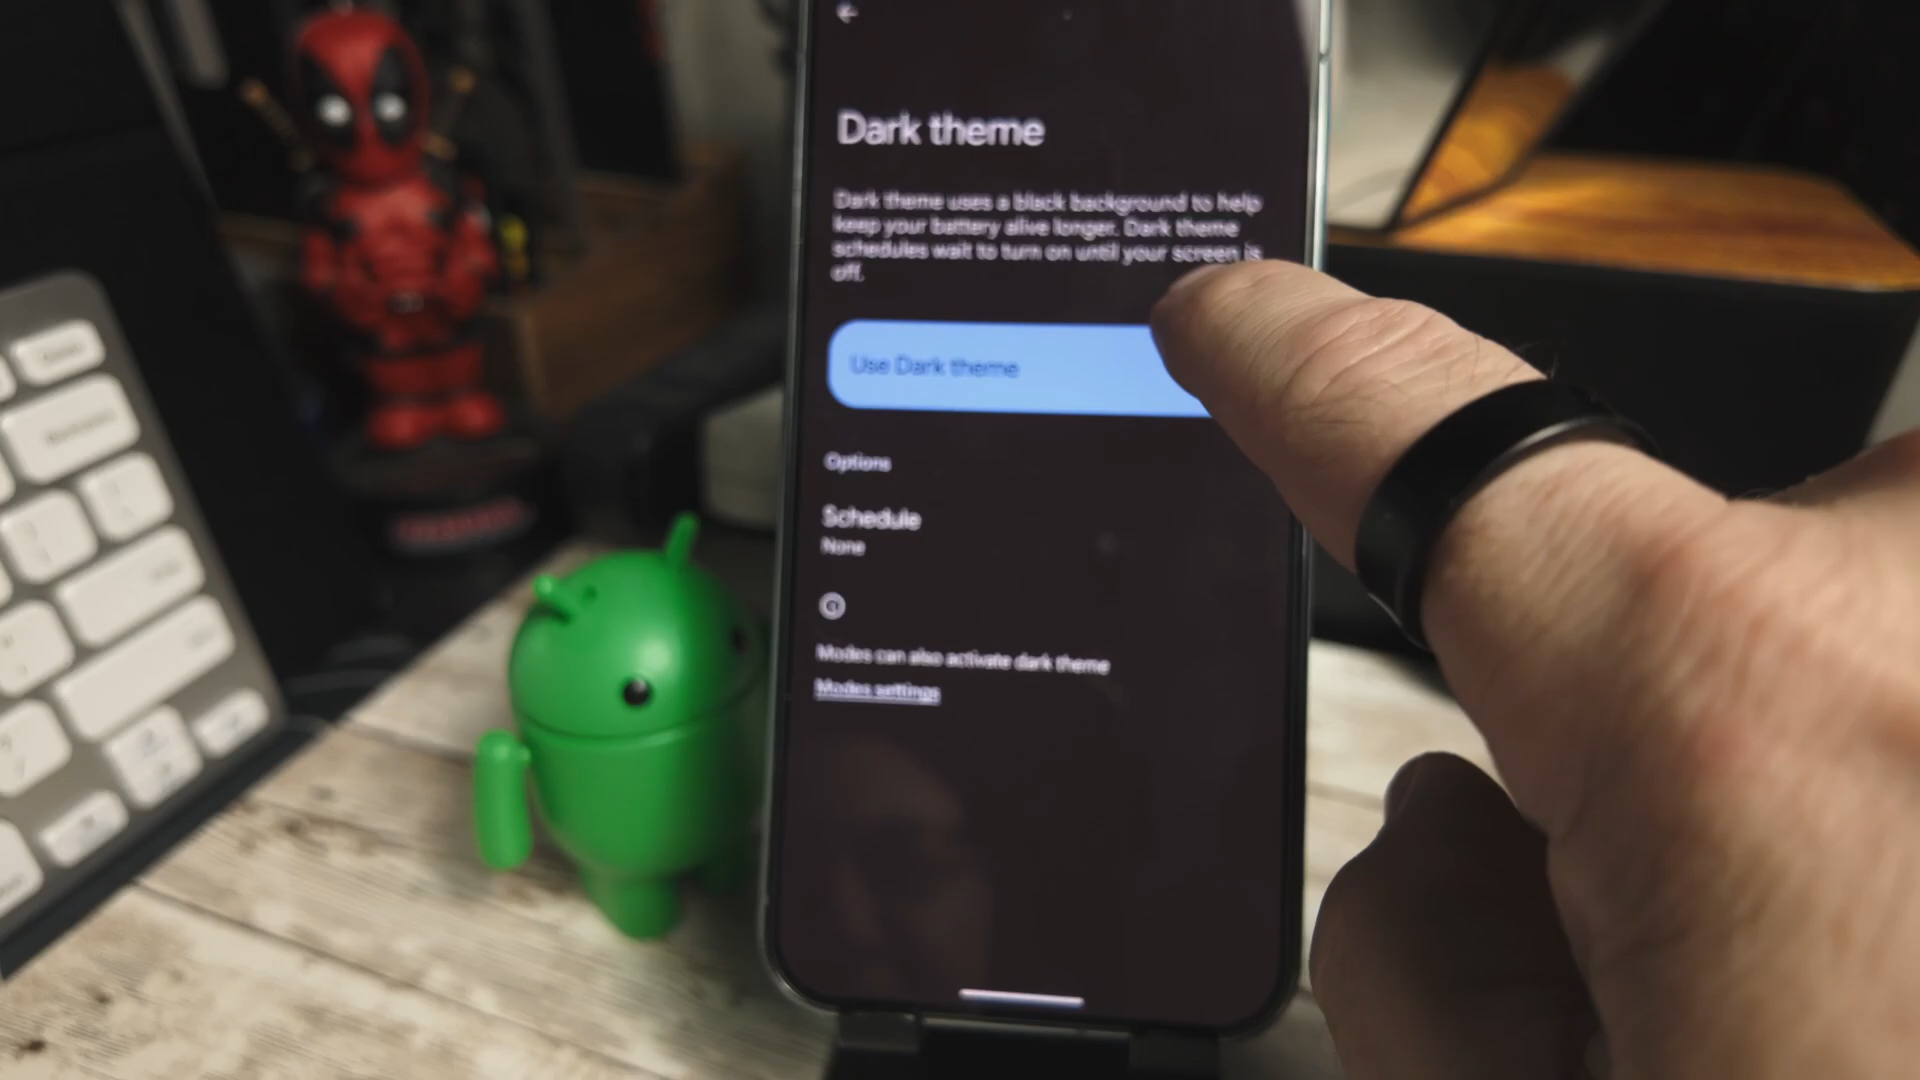 Dark theme
Dark theme uses a black background to help
keep your battery alive longer. Dark theme
schedules wait to turn on until your screen is
off.
Use Dark theme
Options
Schedule
None
Modes can also activate dark theme
Modes settings